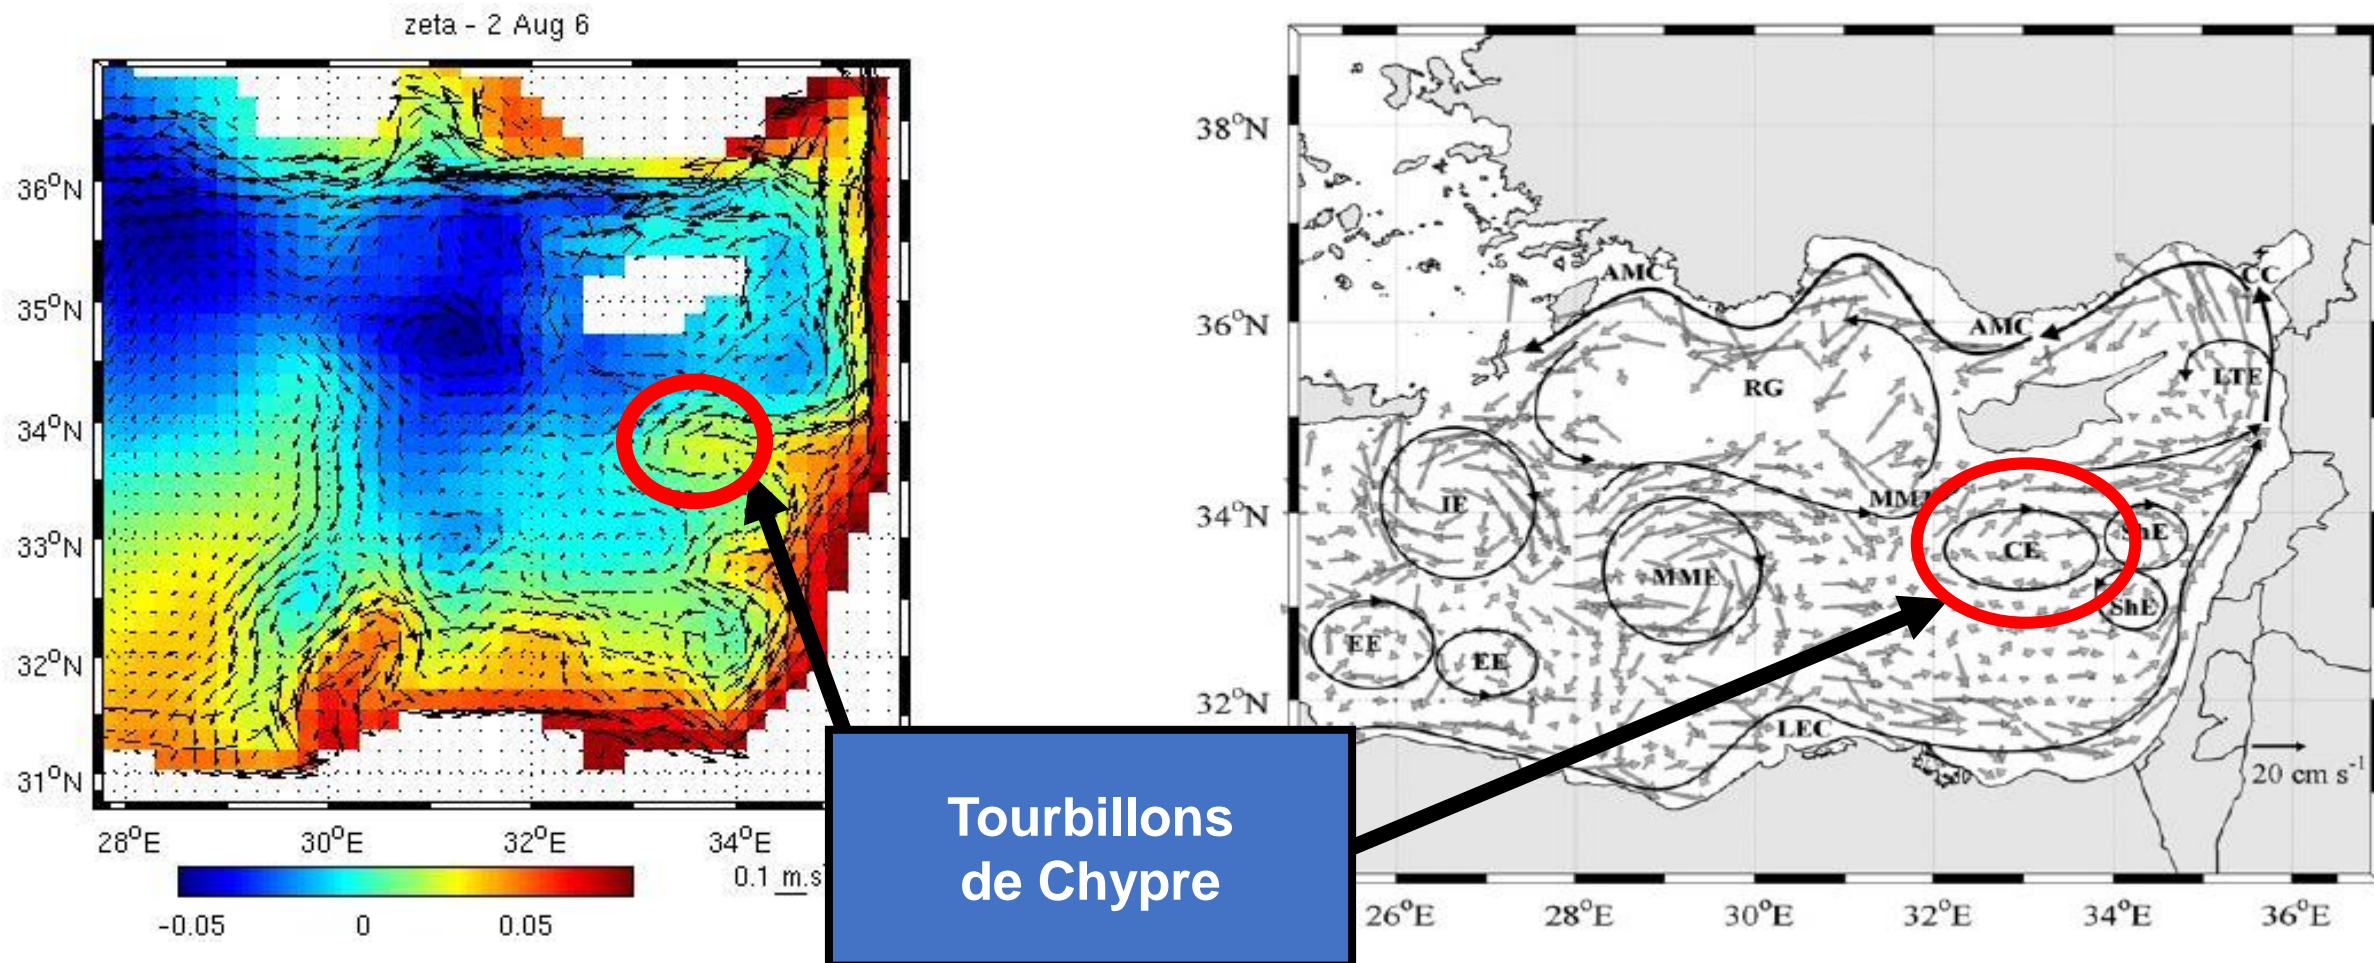 zeta - 2 Aug 6
36°N
35°N
34°N
33°N
32°N
31°N
28°E
30°E
32°E
34°E
-0.05
0
0.05
0.1 m.s
38°N
36°N
34°N
32°N
26°E
28°E
30°E
32°E
34°E
36°E
AMC
CC
AMC
LTE
RG
IE
CE
ShE
MME
ShE
EE
EE
LEC
20 cm s-1
Tourbillons
de Chypre